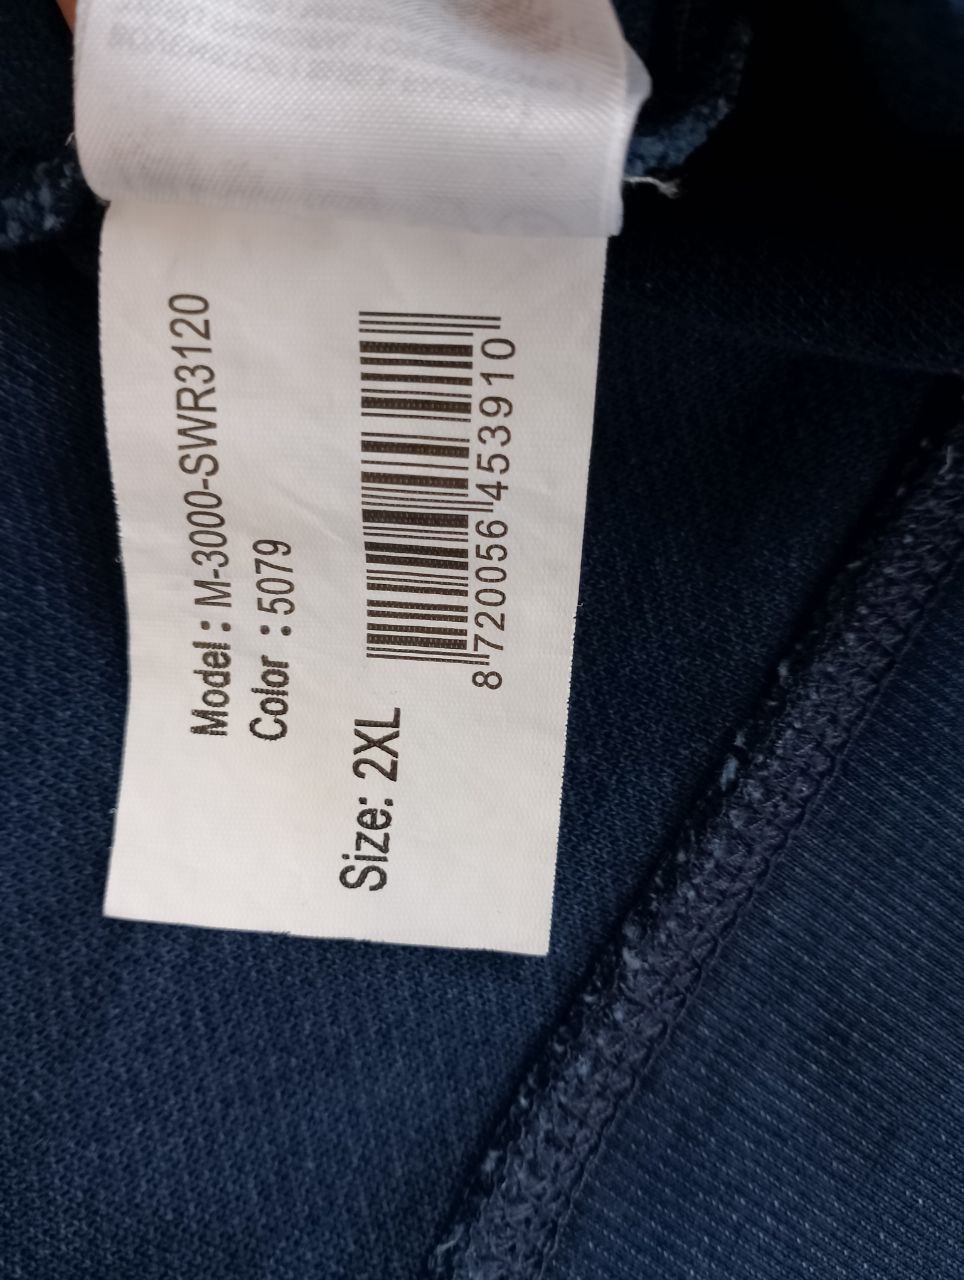 Model : M-3000-SWR3120
Color : 5079
Size: 2XL
8 720056 453910